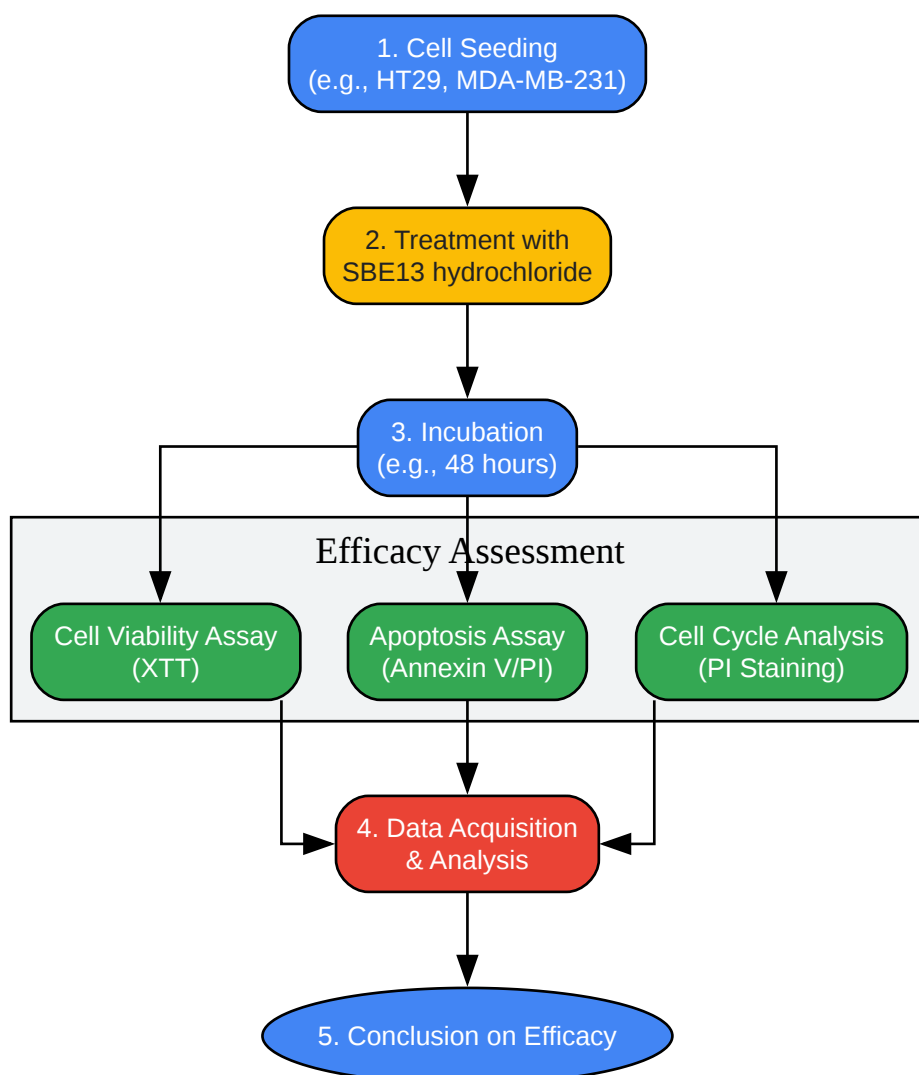 1. Cell Seeding
(e.g., HT29, MDA-MB-231)
2. Treatment with
SBE13 hydrochloride
3. Incubation
(e.g., 48 hours)
Efficacy Assessment
Cell Viability Assay
(XTT)
Apoptosis Assay
(Annexin V/PI)
Cell Cycle Analysis
(PI Staining)
4. Data Acquisition
& Analysis
5. Conclusion on Efficacy